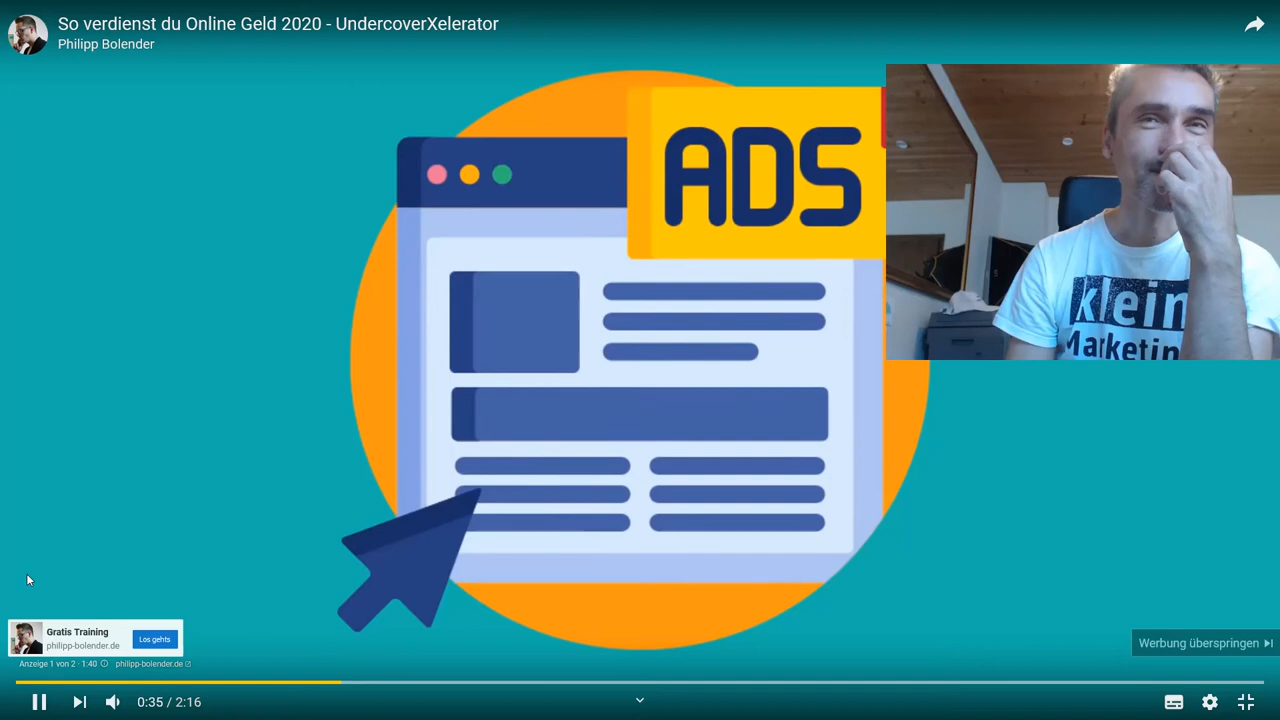 So verdienst du Online Geld 2020 - UndercoverXelerator
Philipp Bolender
ADS
klein
Marketin
Gratis Training
philipp-bolender.de
Los gehts
Anzeige 1 von 2 · 1:40
philipp-bolender.de
Werbung überspringen
0:35 / 2:16